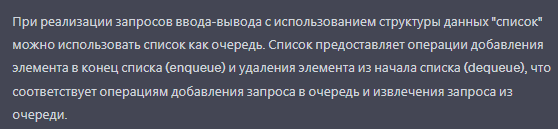 При реализации запросов ввода-вывода с использованием структуры данных "список"
можно использовать список как очередь. Список предоставляет операции добавления
элемента в конец списка (enqueue) и удаления элемента из начала списка (dequeue), что
соответствует операциям добавления запроса в очередь и извлечения запроса из
очереди.